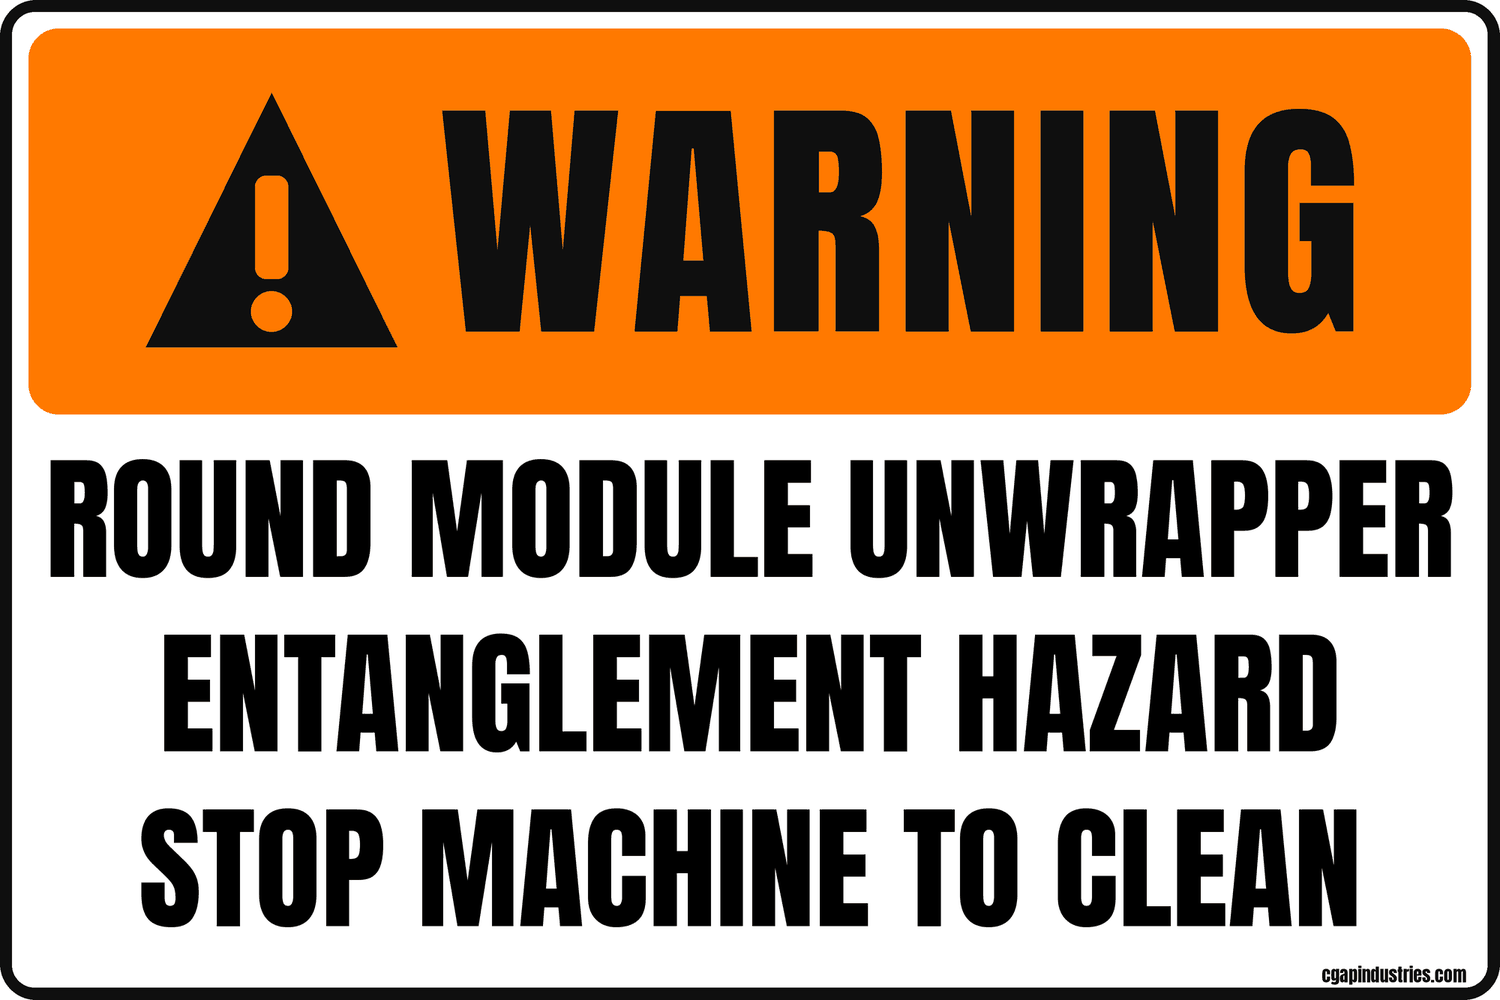 WARNING
ROUND MODULE UNWRAPPER
ENTANGLEMENT HAZARD
STOP MACHINE TO CLEAN
cgapindustries.com